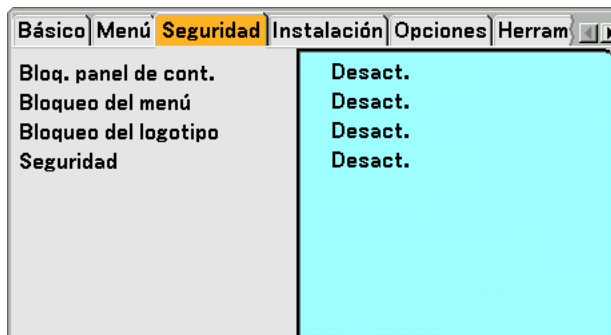 Básico Menú Seguridad Instalación Opciones Herram
Bloq. panel de cont. Desact.
Bloqueo del menú Desact.
Bloqueo del logotipo Desact.
Seguridad Desact.